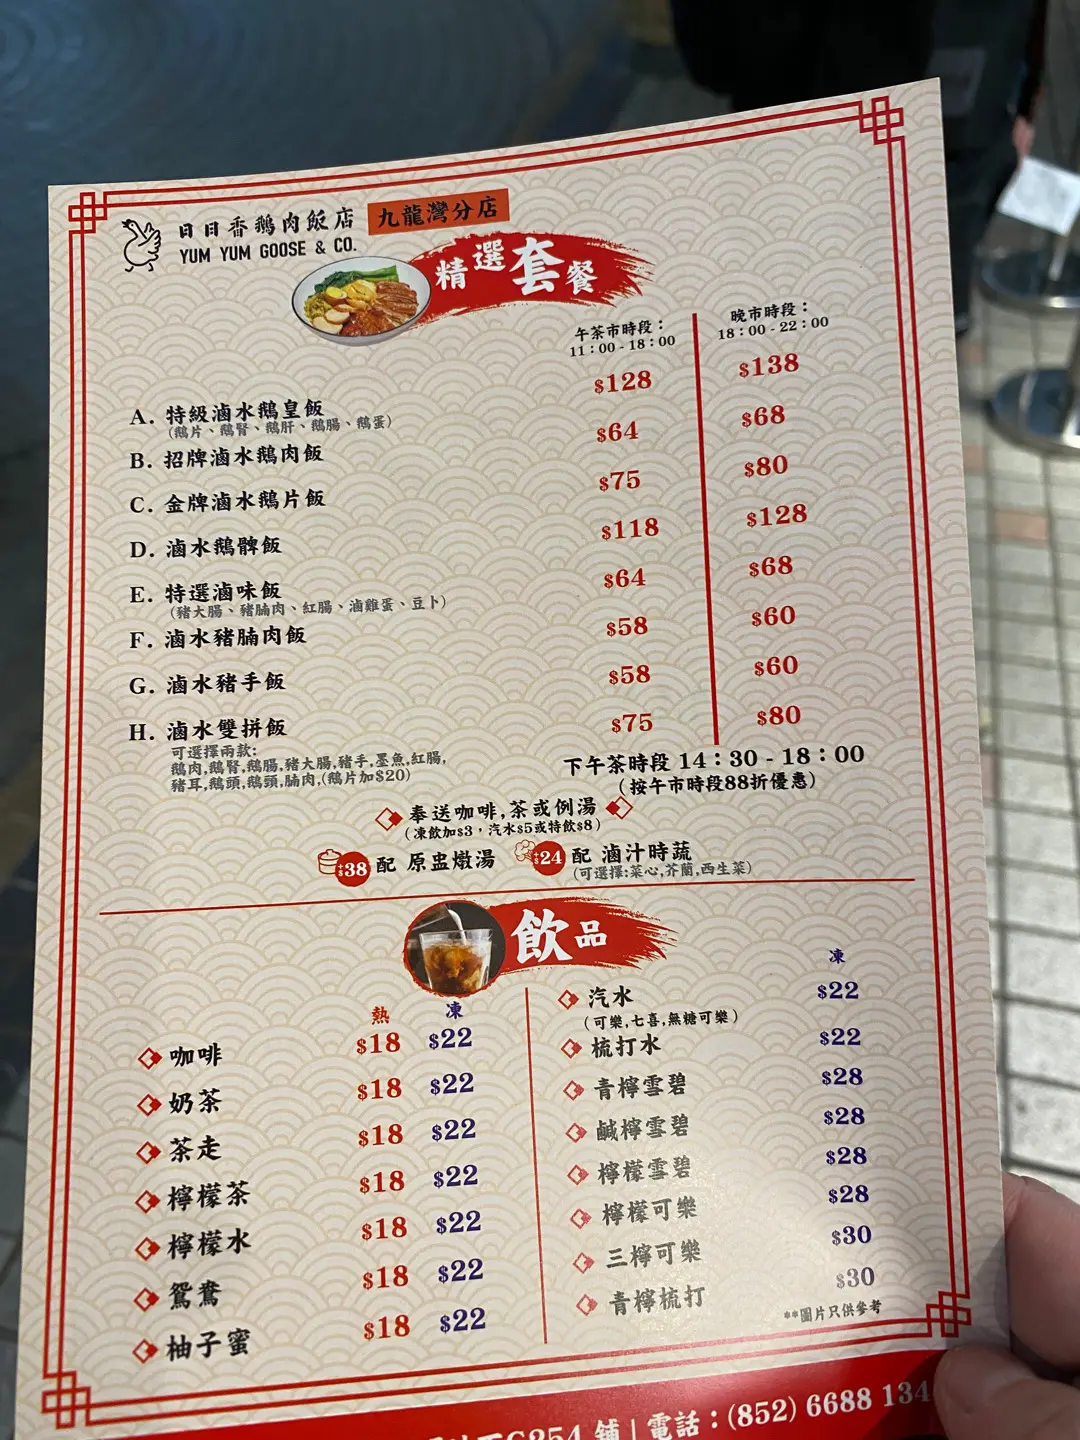 日日香鵝肉飯店 九龍灣分店
YUM YUM GOOSE & CO.
精選套餐
午茶市時段：
11：00 - 18：00
晚市時段：
18：00 - 22：00
A. 特級滷水鵝皇飯 $128 $138
(鵝片、鵝腎、鵝肝、鵝腸、鵝蛋)
B. 招牌滷水鵝肉飯 $64 $68
C. 金牌滷水鵝片飯 $75 $80
D. 滷水鵝髀飯 $118 $128
E. 特選滷味飯 $64 $68
(豬大腸、豬腩肉、紅腸、滷雞蛋、豆卜)
F. 滷水豬腩肉飯 $58 $60
G. 滷水豬手飯 $58 $60
H. 滷水雙拼飯 $75 $80
可選擇兩款:
鵝肉,鵝腎,鵝腸,豬大腸,豬手,墨魚,紅腸,
豬耳,鵝頭,鵝頸,腩肉,(鵝片加$20)
下午茶時段 14：30 - 18：00
(按午市時段88折優惠)
奉送咖啡,茶或例湯
(凍飲加$3，汽水$5或特飲$8)
+$38 配 原盅燉湯
+$24 配 滷汁時蔬
(可選擇:菜心,芥蘭,西生菜)
飲品
熱 凍
咖啡 $18 $22
奶茶 $18 $22
茶走 $18 $22
檸檬茶 $18 $22
檸檬水 $18 $22
鴛鴦 $18 $22
柚子蜜 $18 $22
凍
汽水 $22
(可樂,七喜,無糖可樂)
梳打水 $22
青檸雪碧 $28
鹹檸雪碧 $28
檸檬雪碧 $28
檸檬可樂 $28
三檸可樂 $30
青檸梳打 $30
**圖片只供參考
G254 舖 | 電話：(852) 6688 134